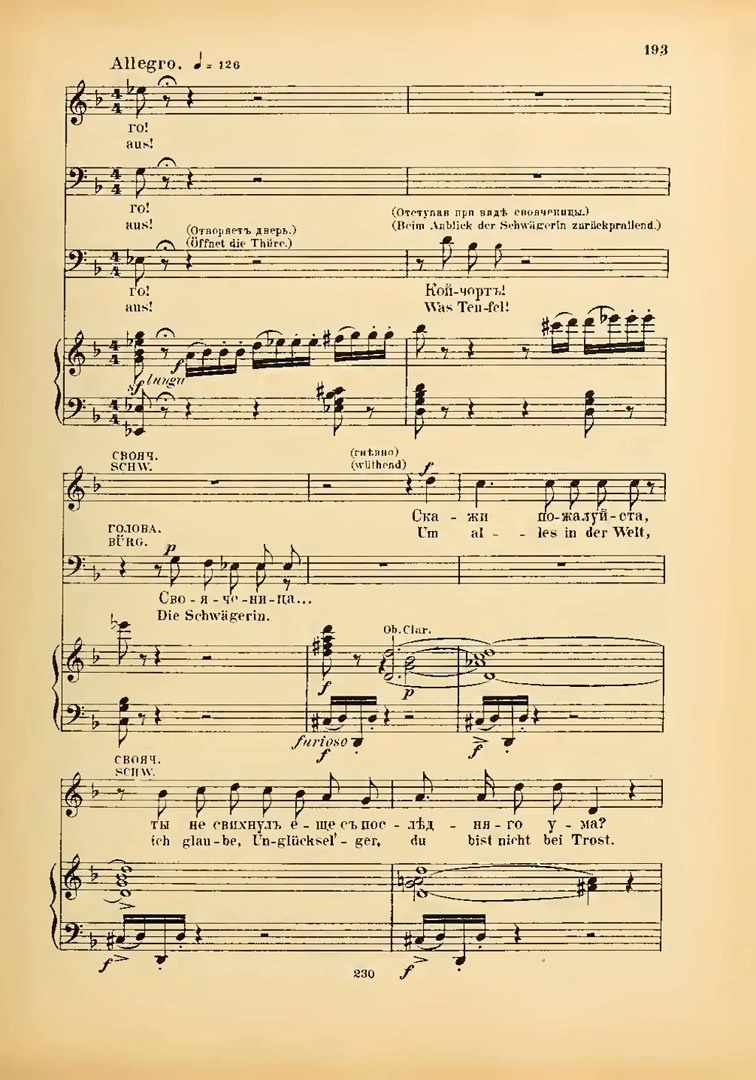 193
Allegro. ♩= 126
го!
aus!
го!
aus!
(Отворяетъ дверь.)
(Öffnet die Thüre.)
(Отступая при видѣ свояченицы.)
(Beim Anblick der Schwägerin zurückprallend.)
го!
aus!
Кой-чортъ!
Was Teu-fel!
f
sf lunga
СВОЯЧ.
SCHW.
(гнѣвно)
(wüthend)
f
Ска - жи по-жалуй-ста,
Um al - - les in der Welt,
ГОЛОВА.
BÜRG.
p
Сво - я - че-ни-ца...
Die Schwägerin.
Ob. Clar.
f
p
furioso
f
f
СВОЯЧ.
SCHW.
ты не свихнулъ е - ще съ пос - лѣд - ня - го у - ма?
ich glau-be, Un-glücksel' - ger, du bist nicht bei Trost.
f
f
230